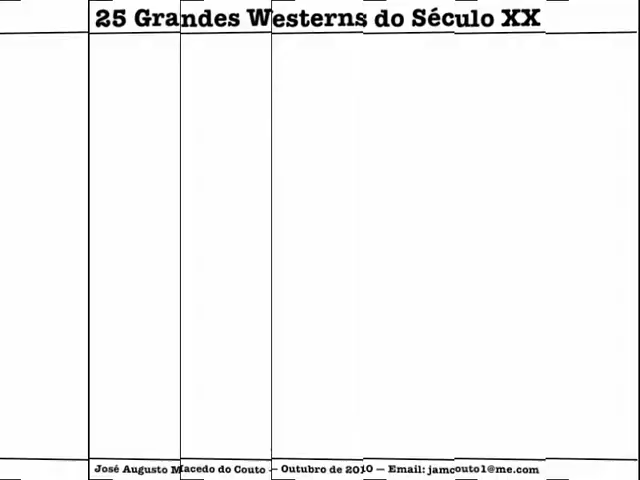 25 Grandes Westerns do Século XX
José Augusto Macedo do Couto – Outubro de 2010 – Email: jamcouto1@me.com